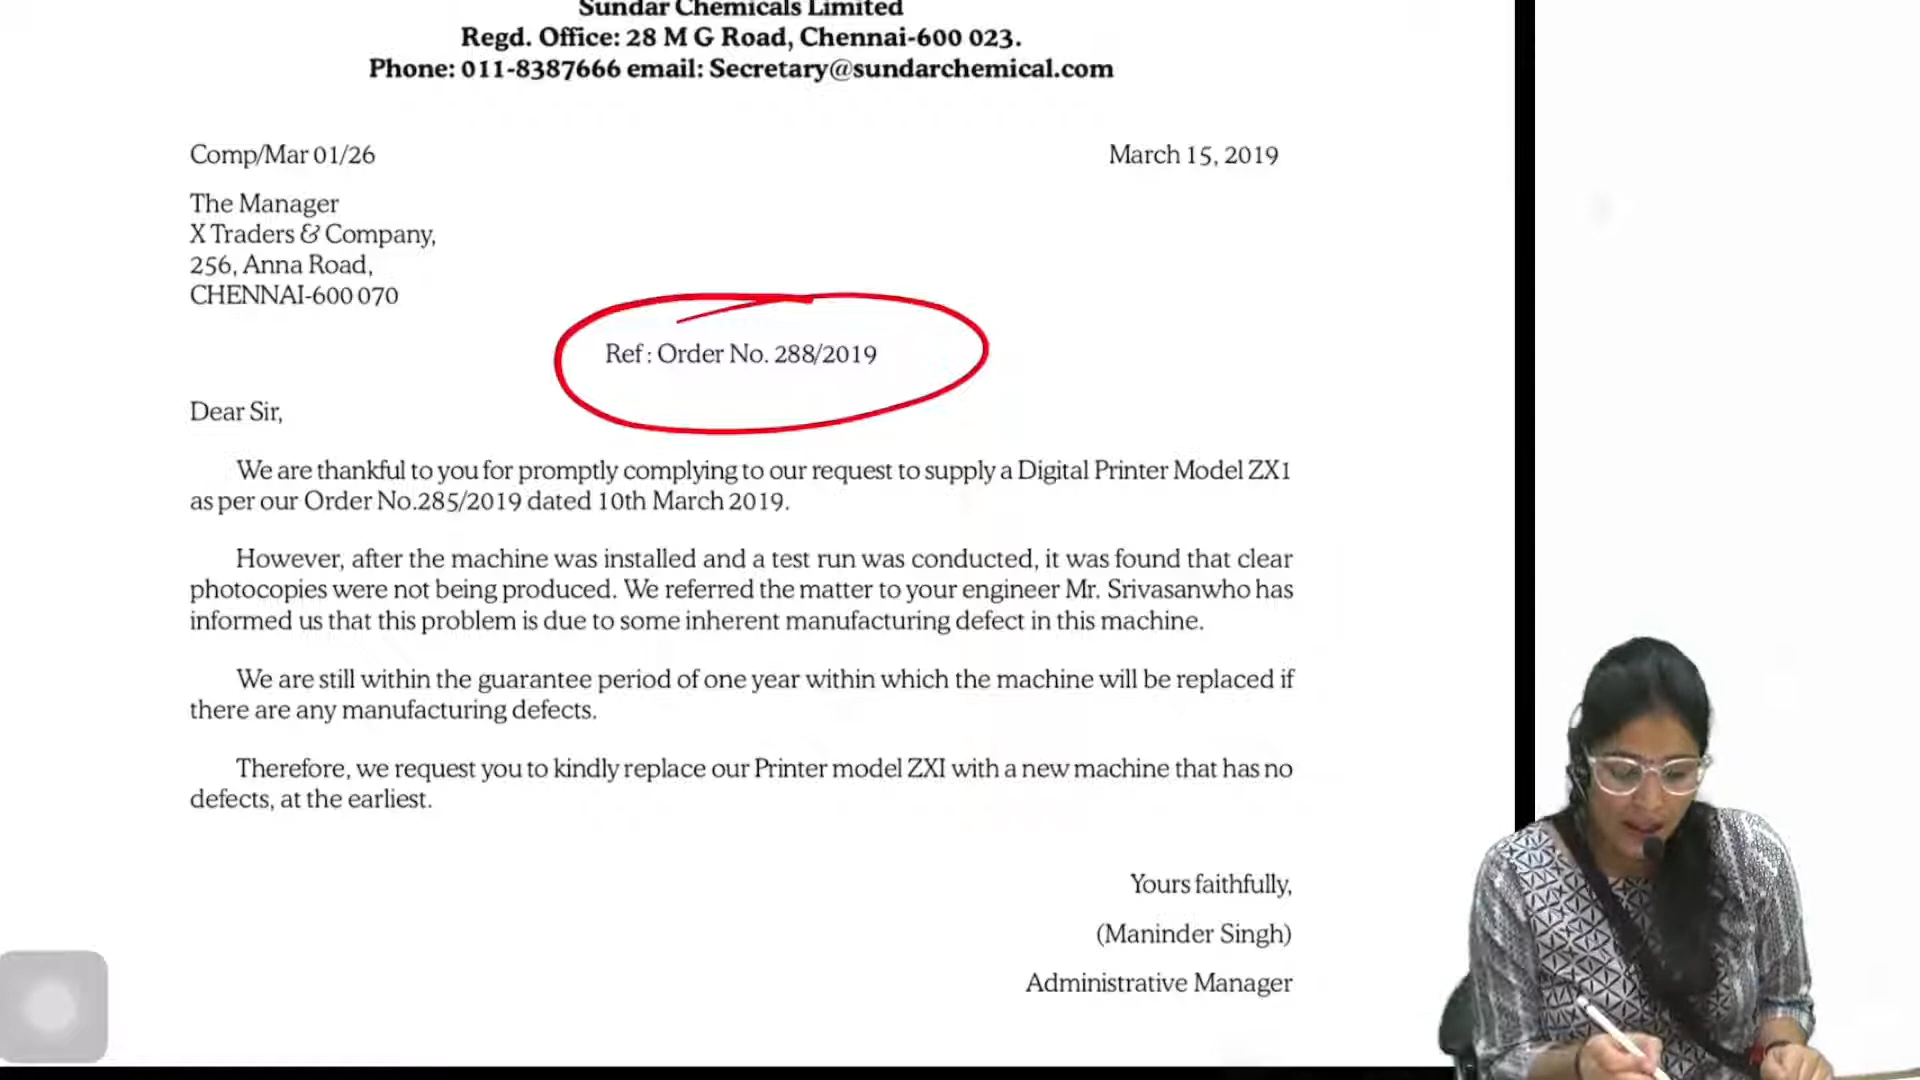 Sundar Chemicals Limited
Regd. Office: 28 M G Road, Chennai-600 023.
Phone: 011-8387666 email: Secretary@sundarchemical.com
Comp/Mar 01/26
March 15, 2019
The Manager
X Traders & Company,
256, Anna Road,
CHENNAI-600 070
Ref : Order No. 288/2019
Dear Sir,
We are thankful to you for promptly complying to our request to supply a Digital Printer Model ZX1
as per our Order No.285/2019 dated 10th March 2019.
However, after the machine was installed and a test run was conducted, it was found that clear
photocopies were not being produced. We referred the matter to your engineer Mr. Srivasanwho has
informed us that this problem is due to some inherent manufacturing defect in this machine.
We are still within the guarantee period of one year within which the machine will be replaced if
there are any manufacturing defects.
Therefore, we request you to kindly replace our Printer model ZXI with a new machine that has no
defects, at the earliest.
Yours faithfully,
(Maninder Singh)
Administrative Manager